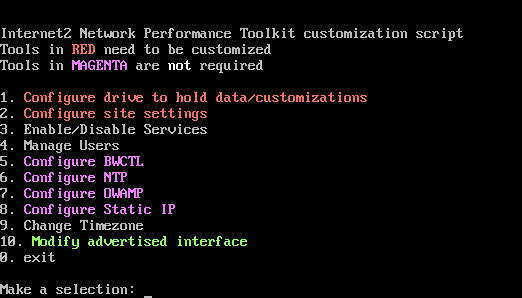 Internet2 Network Performance Toolkit customization script
Tools in RED need to be customized
Tools in MAGENTA are not required
1. Configure drive to hold data/customizations
2. Configure site settings
3. Enable/Disable Services
4. Manage Users
5. Configure BWCTL
6. Configure NTP
7. Configure OWAMP
8. Configure Static IP
9. Change Timezone
10. Modify advertised interface
0. exit
Make a selection: _